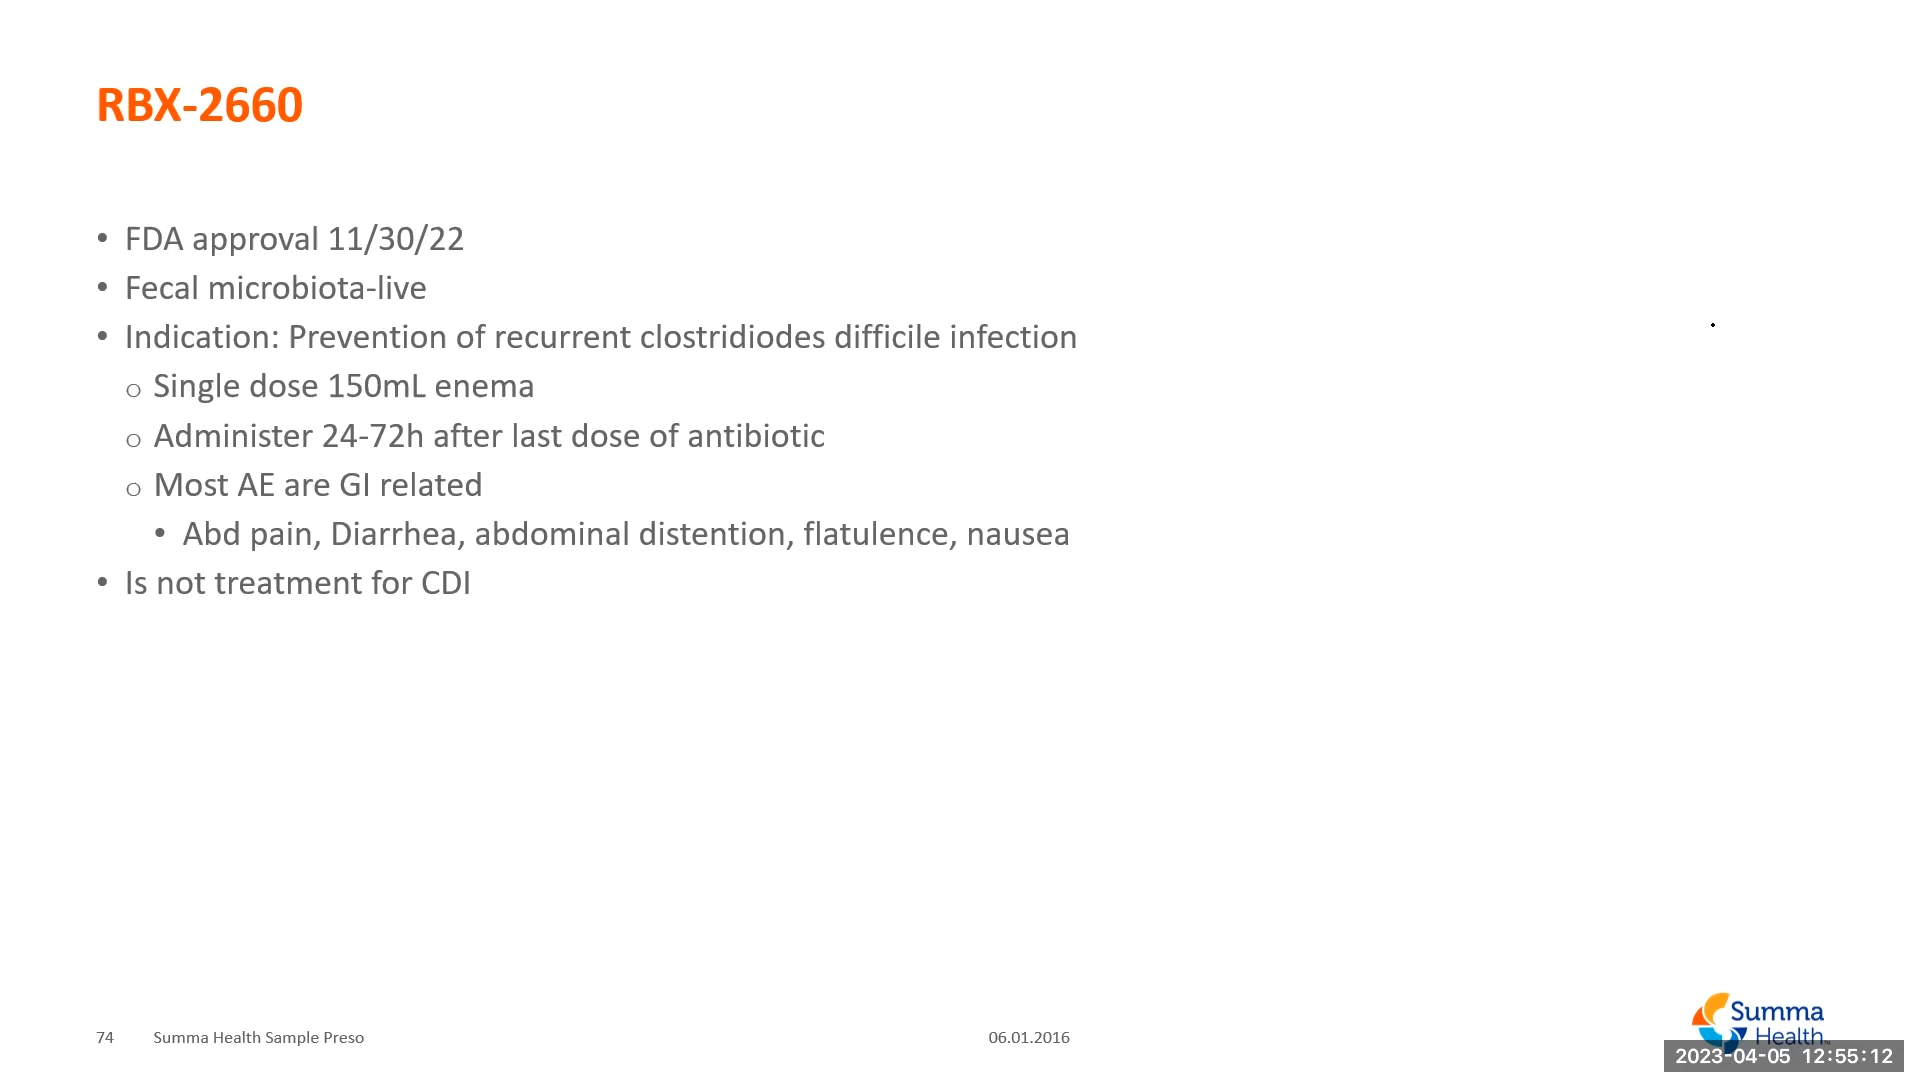 RBX-2660
• FDA approval 11/30/22
• Fecal microbiota-live
• Indication: Prevention of recurrent clostridiodes difficile infection
o Single dose 150mL enema
o Administer 24-72h after last dose of antibiotic
o Most AE are GI related
• Abd pain, Diarrhea, abdominal distention, flatulence, nausea
• Is not treatment for CDI
74 Summa Health Sample Preso 06.01.2016
Summa
Health
2023-04-05 12:55:12